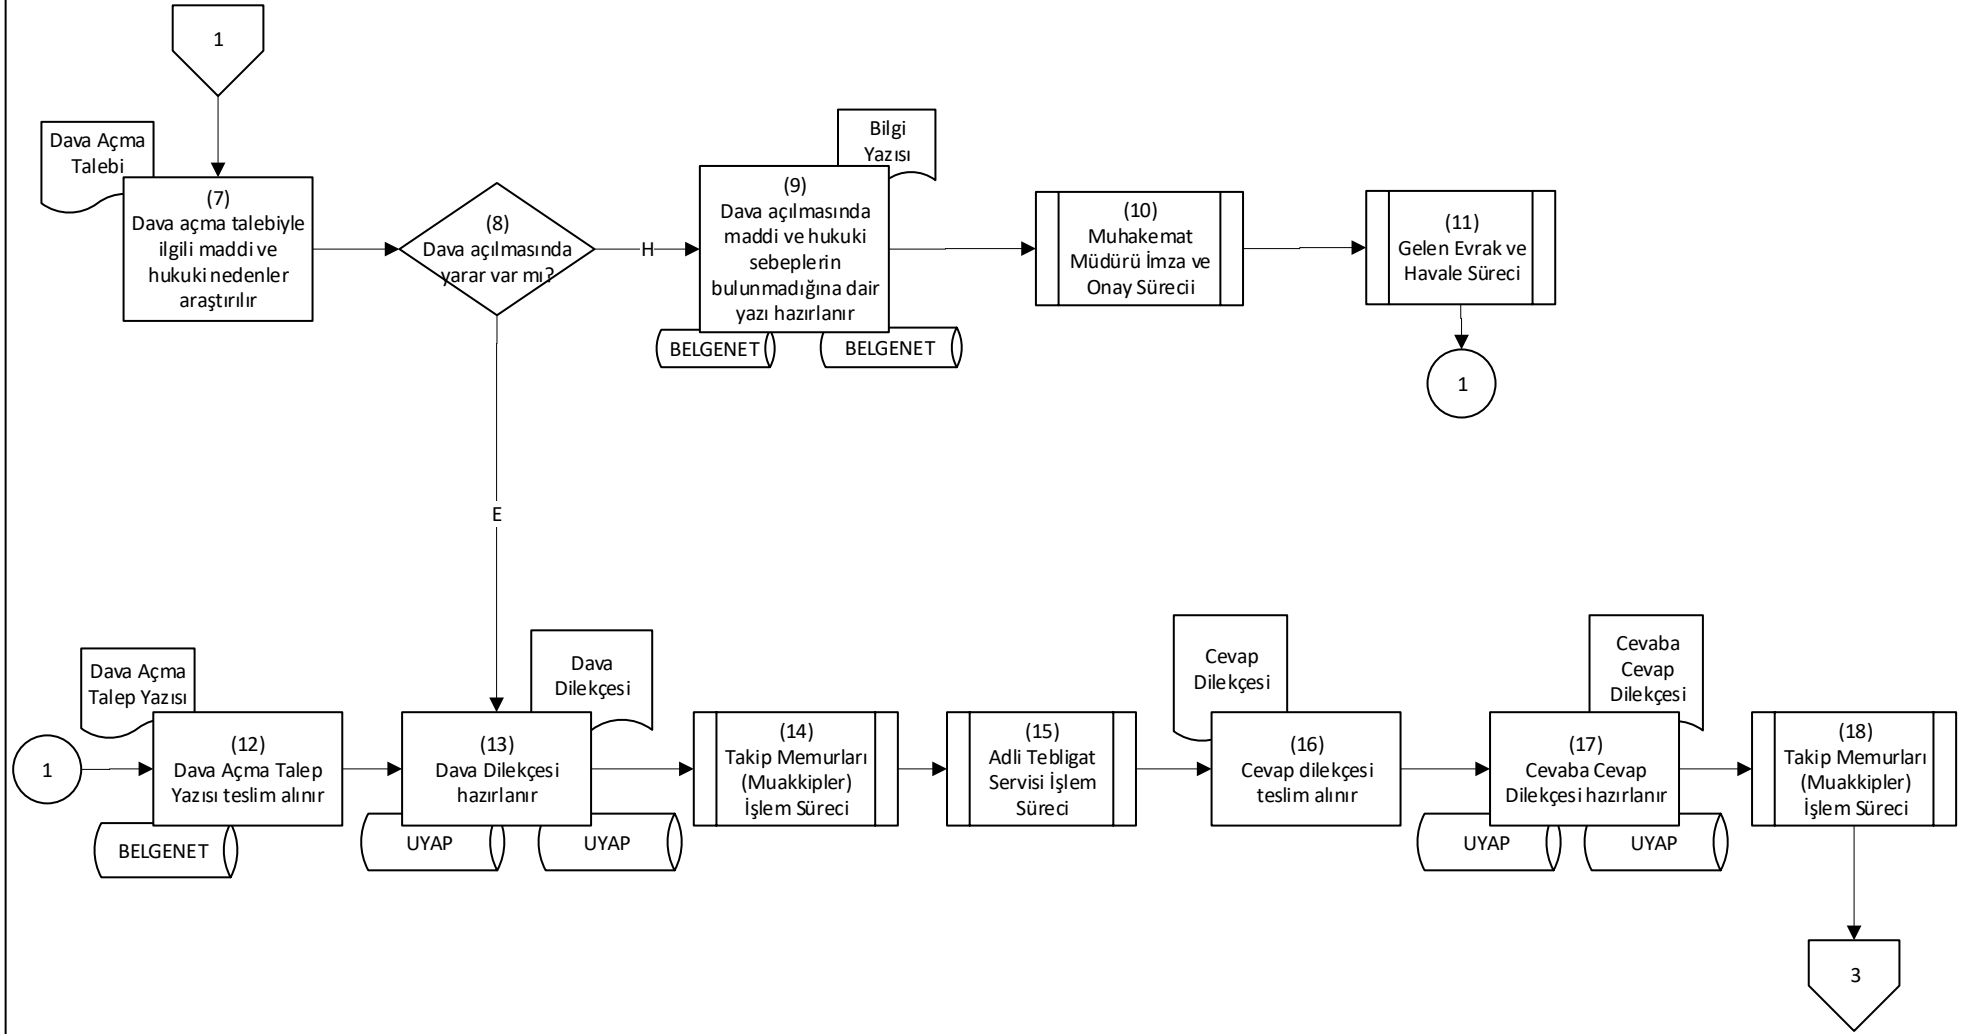 1
Dava Açma
Talebi
(7)
Dava açma talebiyle
ilgili maddi ve
hukuki nedenler
araştırılır
(8)
Dava açılmasında
yarar var mı?
H
Bilgi
Yazısı
(9)
Dava açılmasında
maddi ve hukuki
sebeplerin
bulunmadığına dair
yazı hazırlanır
BELGENET
BELGENET
(10)
Muhakemat
Müdürü İmza ve
Onay Sürecii
(11)
Gelen Evrak ve
Havale Süreci
1
E
1
Dava Açma
Talep Yazısı
(12)
Dava Açma Talep
Yazısı teslim alınır
BELGENET
Dava
Dilekçesi
(13)
Dava Dilekçesi
hazırlanır
UYAP
UYAP
(14)
Takip Memurları
(Muakkipler)
İşlem Süreci
(15)
Adli Tebligat
Servisi İşlem
Süreci
Cevap
Dilekçesi
(16)
Cevap dilekçesi
teslim alınır
Cevaba
Cevap
Dilekçesi
(17)
Cevaba Cevap
Dilekçesi hazırlanır
UYAP
UYAP
(18)
Takip Memurları
(Muakkipler)
İşlem Süreci
3